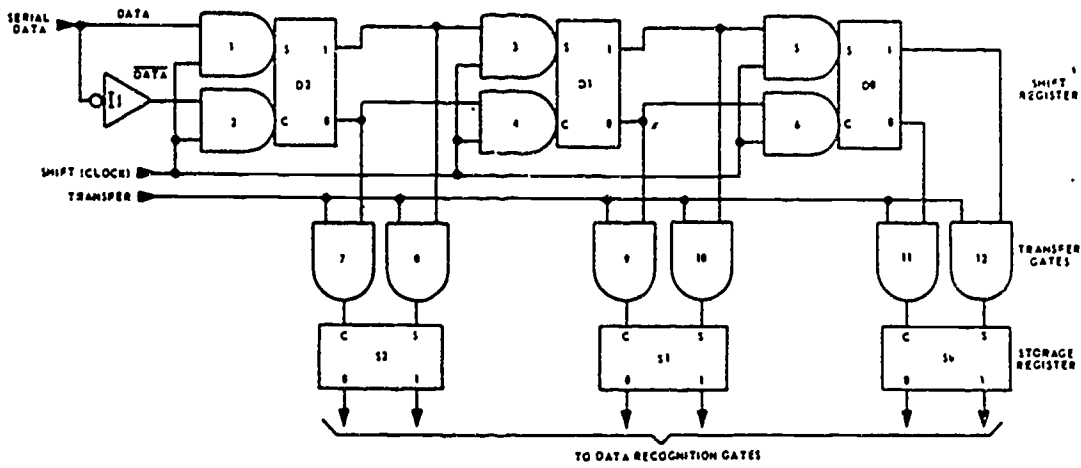 SERIAL DATA
DATA
DATA
I1
1
2
S
1
D2
C
0
3
4
S
1
D1
C
0
5
6
S
1
D0
C
0
SHIFT REGISTER
SHIFT (CLOCK)
TRANSFER
7
8
9
10
11
12
TRANSFER GATES
C S
S2
0 1
C S
S1
0 1
C S
0 1
STORAGE REGISTER
TO DATA RECOGNITION GATES